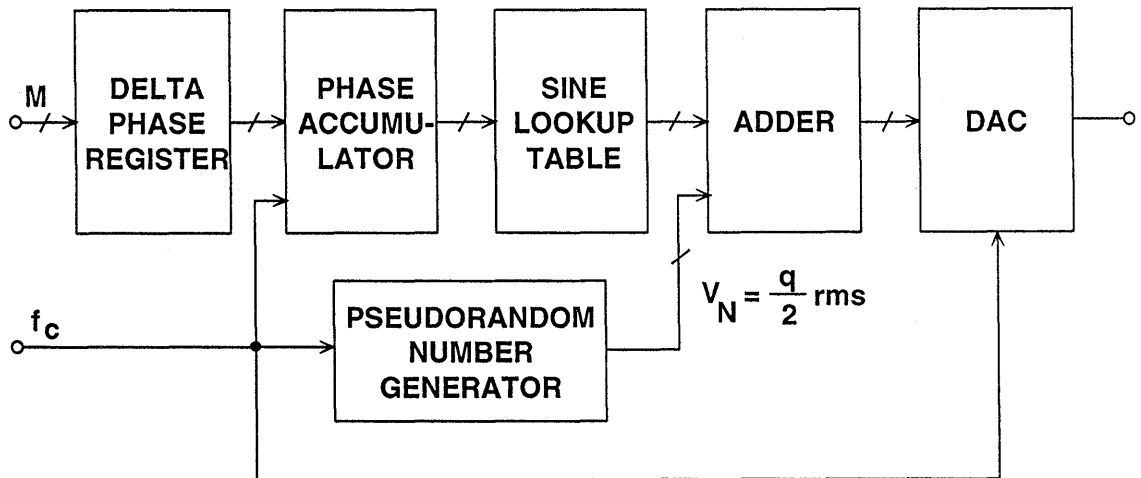 M
DELTA
PHASE
REGISTER
PHASE
ACCUMU-
LATOR
SINE
LOOKUP
TABLE
ADDER
DAC
fc
PSEUDORANDOM
NUMBER
GENERATOR
VN = q/2 rms